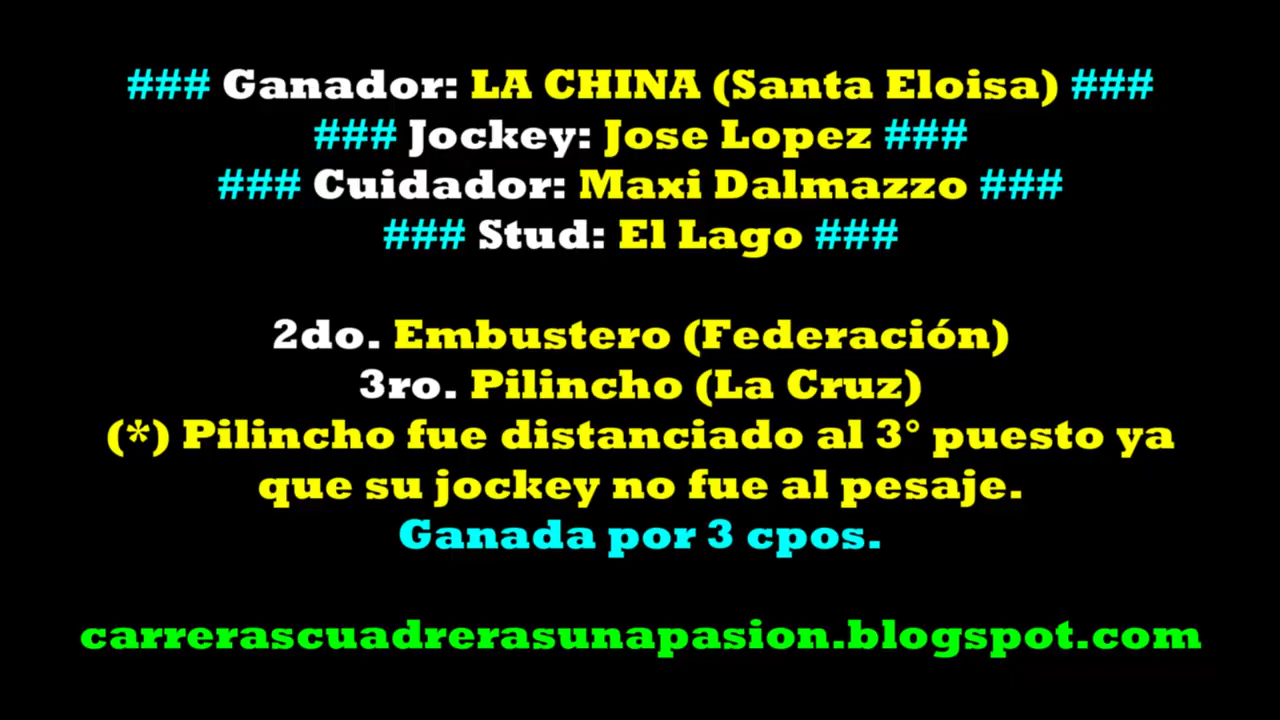 ### Ganador: LA CHINA (Santa Eloisa) ###
### Jockey: Jose Lopez ###
### Cuidador: Maxi Dalmazzo ###
### Stud: El Lago ###
2do. Embustero (Federación)
3ro. Pilincho (La Cruz)
(*) Pilincho fue distanciado al 3° puesto ya
que su jockey no fue al pesaje.
Ganada por 3 cpos.
carrerascuadrerasunapasion.blogspot.com